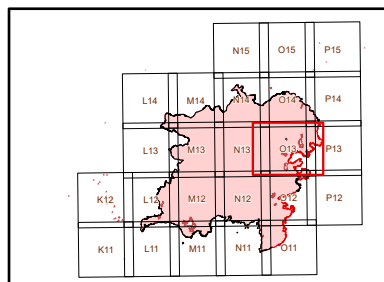 N15 O15 P15
L14 M14 N14 O14 P14
L13 M13 N13 O13 P13
K12 L12 M12 N12 O12 P12
K11 L11 M11 N11 O11